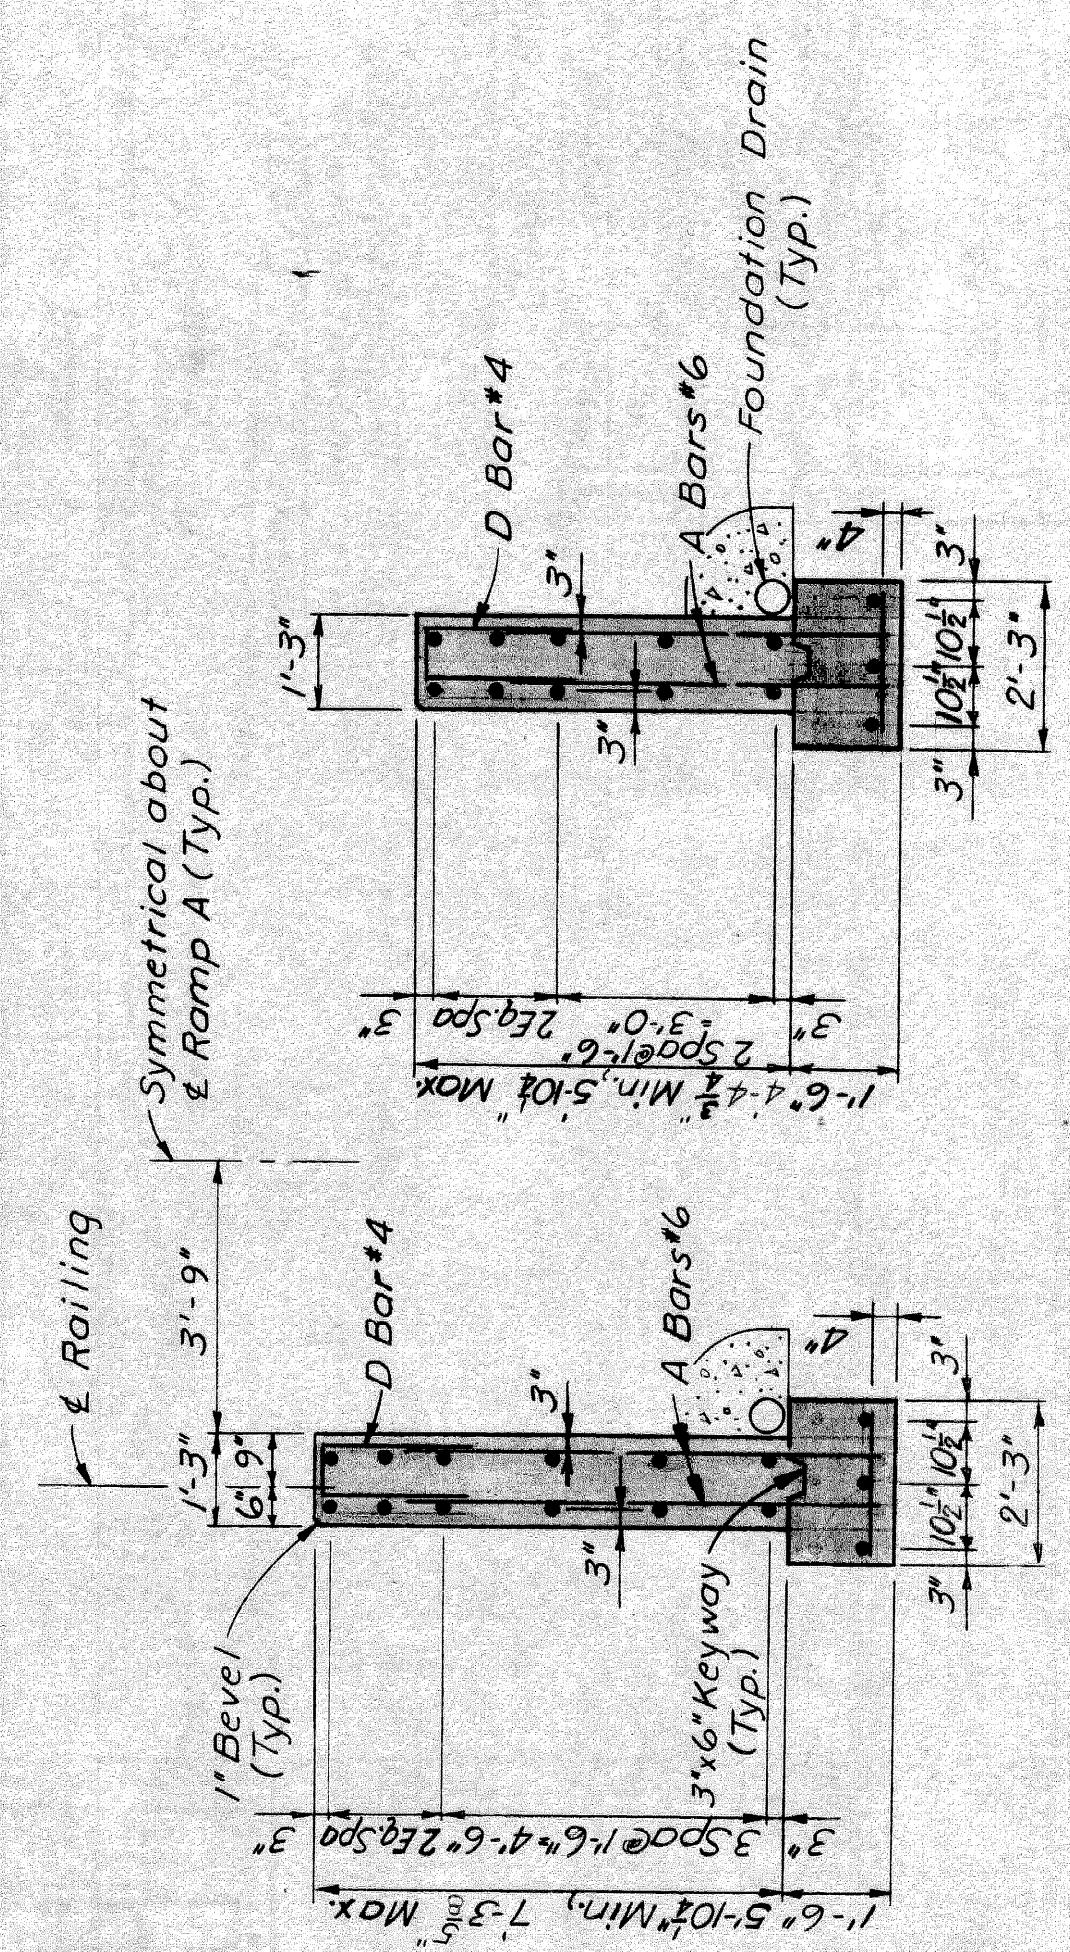 ℄ Railing
Symmetrical about
℄ Ramp A (Typ.)
3'-9"
1'-3"
6" 9"
1" Bevel
(Typ.)
D Bar #4
A Bars #6
3"
3"
3"x6" Keyway
(Typ.)
3"
2 Eq. Spa
3 Spa @ 1'-6" = 4'-6"
3"
5'-10¼" Min.,
7'-3⅝" Max.
1'-6"
4"
3"
10½"
10½"
3"
2'-3"
1'-3"
D Bar #4
A Bars #6
Foundation Drain
(Typ.)
3"
3"
3"
2 Eq. Spa
2 Spa @ 1'-6"
= 3'-0"
3"
4'-4¾" Min., 5'-10¼" Max.
1'-6"
4"
3"
10½"
10½"
3"
2'-3"